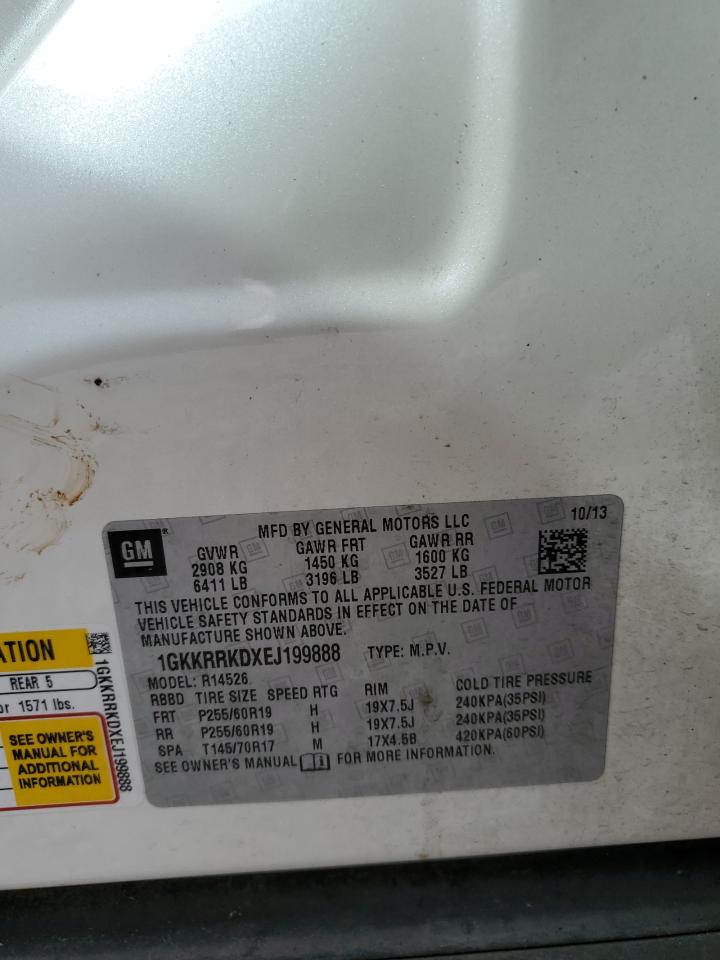 GM ®
MFD BY GENERAL MOTORS LLC 10/13
GVWR GAWR FRT GAWR RR
2908 KG 1450 KG 1600 KG
6411 LB 3196 LB 3527 LB
THIS VEHICLE CONFORMS TO ALL APPLICABLE U.S. FEDERAL MOTOR
VEHICLE SAFETY STANDARDS IN EFFECT ON THE DATE OF
MANUFACTURE SHOWN ABOVE.
1GKKRRKDXEJ199888 TYPE: M.P.V.
MODEL: R14526
RBBD TIRE SIZE SPEED RTG RIM COLD TIRE PRESSURE
FRT P255/60R19 H 19X7.5J 240KPA(35PSI)
RR P255/60R19 H 19X7.5J 240KPA(35PSI)
SPA T145/70R17 M 17X4.5B 420KPA(60PSI)
SEE OWNER'S MANUAL FOR MORE INFORMATION.
ATION
REAR 5
or 1571 lbs.
SEE OWNER'S
MANUAL FOR
ADDITIONAL
INFORMATION
1GKKRRKDXEJ199888